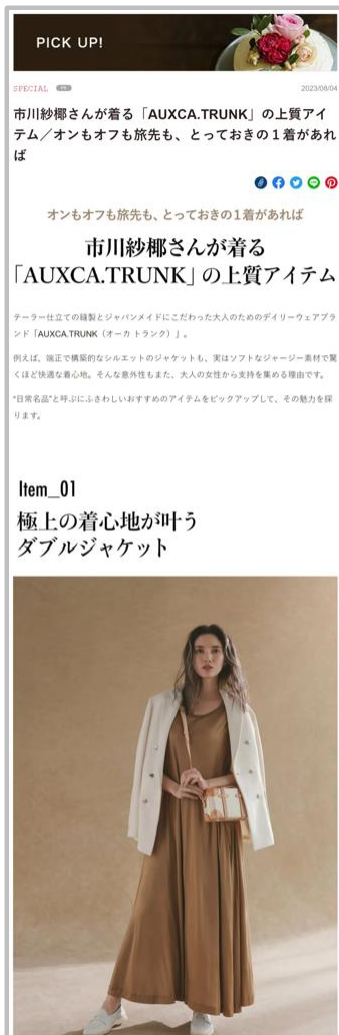 PICK UP!
SPECIAL PR
2023/08/04
市川紗椰さんが着る「AUXCA.TRUNK」の上質アイ
テム／オンもオフも旅先も、とっておきの１着があれ
ば
オンもオフも旅先も、とっておきの1着があれば
市川紗椰さんが着る
「AUXCA.TRUNK」の上質アイテム
テーラー仕立ての縫製とジャパンメイドにこだわった大人のためのデイリーウェアブラ
ンド「AUXCA.TRUNK（オーカ トランク）」。
例えば、端正で構築的なシルエットのジャケットも、実はソフトなジャージー素材で驚
くほど快適な着心地。そんな意外性もまた、大人の女性から支持を集める理由です。
“日常名品”と呼ぶにふさわしいおすすめのアイテムをピックアップして、その魅力を探
ります。
Item_01
極上の着心地が叶う
ダブルジャケット